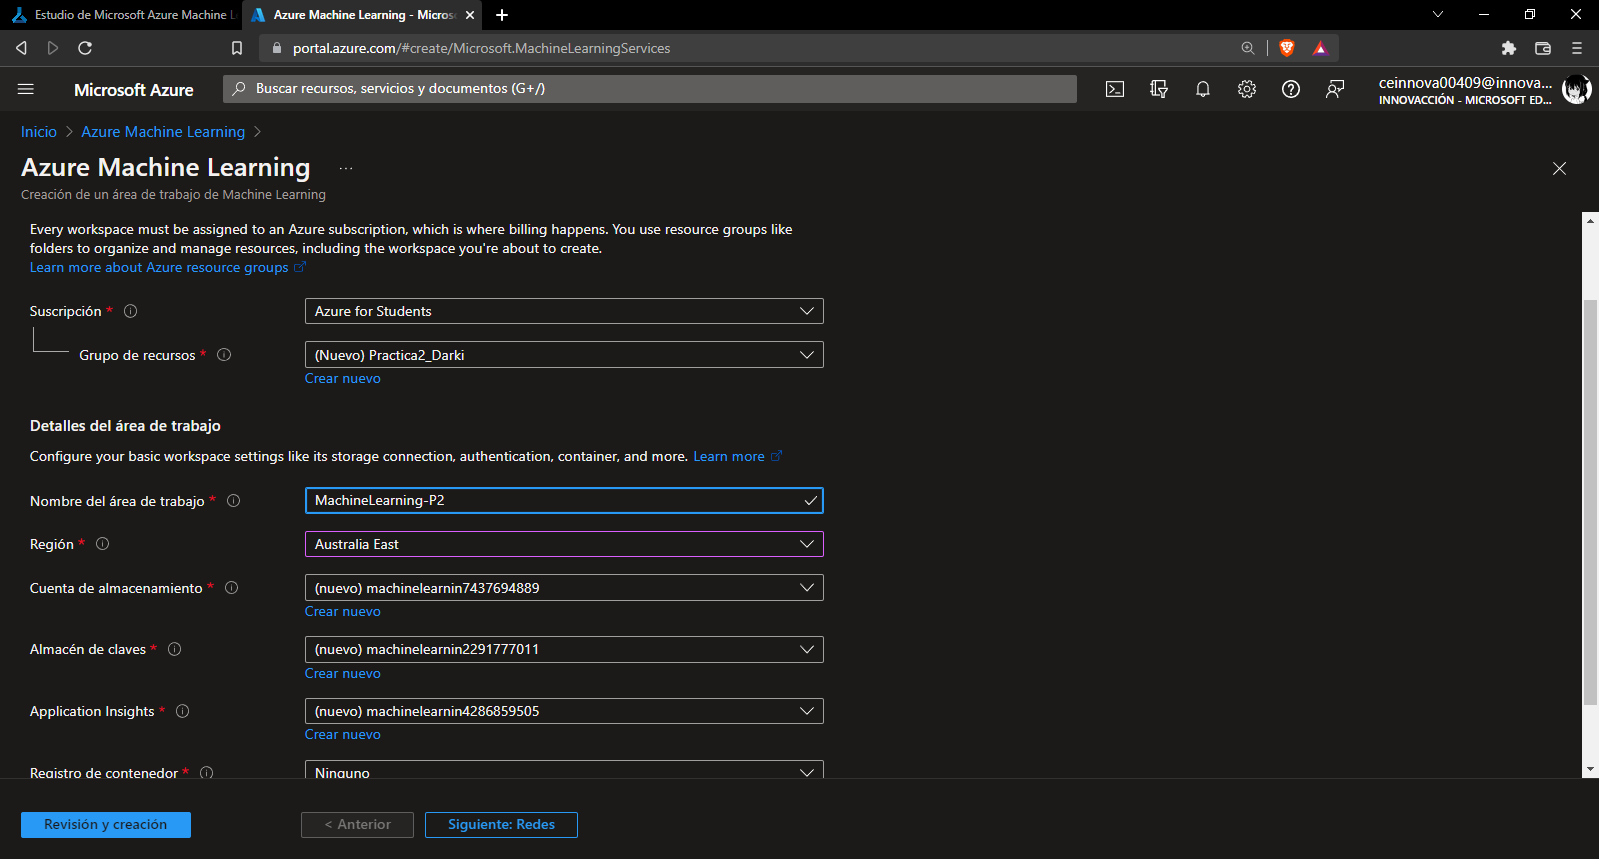 Estudio de Microsoft Azure Machine L
Azure Machine Learning - Micros
portal.azure.com/#create/Microsoft.MachineLearningServices
Microsoft Azure
Buscar recursos, servicios y documentos (G+/)
ceinnova00409@innova...
INNOVACCIÓN - MICROSOFT ED...
Inicio > Azure Machine Learning >
Azure Machine Learning ...
Creación de un área de trabajo de Machine Learning
Every workspace must be assigned to an Azure subscription, which is where billing happens. You use resource groups like
folders to organize and manage resources, including the workspace you're about to create.
Learn more about Azure resource groups
Suscripción *
Azure for Students
Grupo de recursos *
(Nuevo) Practica2_Darki
Crear nuevo
Detalles del área de trabajo
Configure your basic workspace settings like its storage connection, authentication, container, and more. Learn more
Nombre del área de trabajo *
MachineLearning-P2
Región *
Australia East
Cuenta de almacenamiento *
(nuevo) machinelearnin7437694889
Crear nuevo
Almacén de claves *
(nuevo) machinelearnin2291777011
Crear nuevo
Application Insights *
(nuevo) machinelearnin4286859505
Crear nuevo
Registro de contenedor *
Ninguno
Revisión y creación
< Anterior
Siguiente: Redes